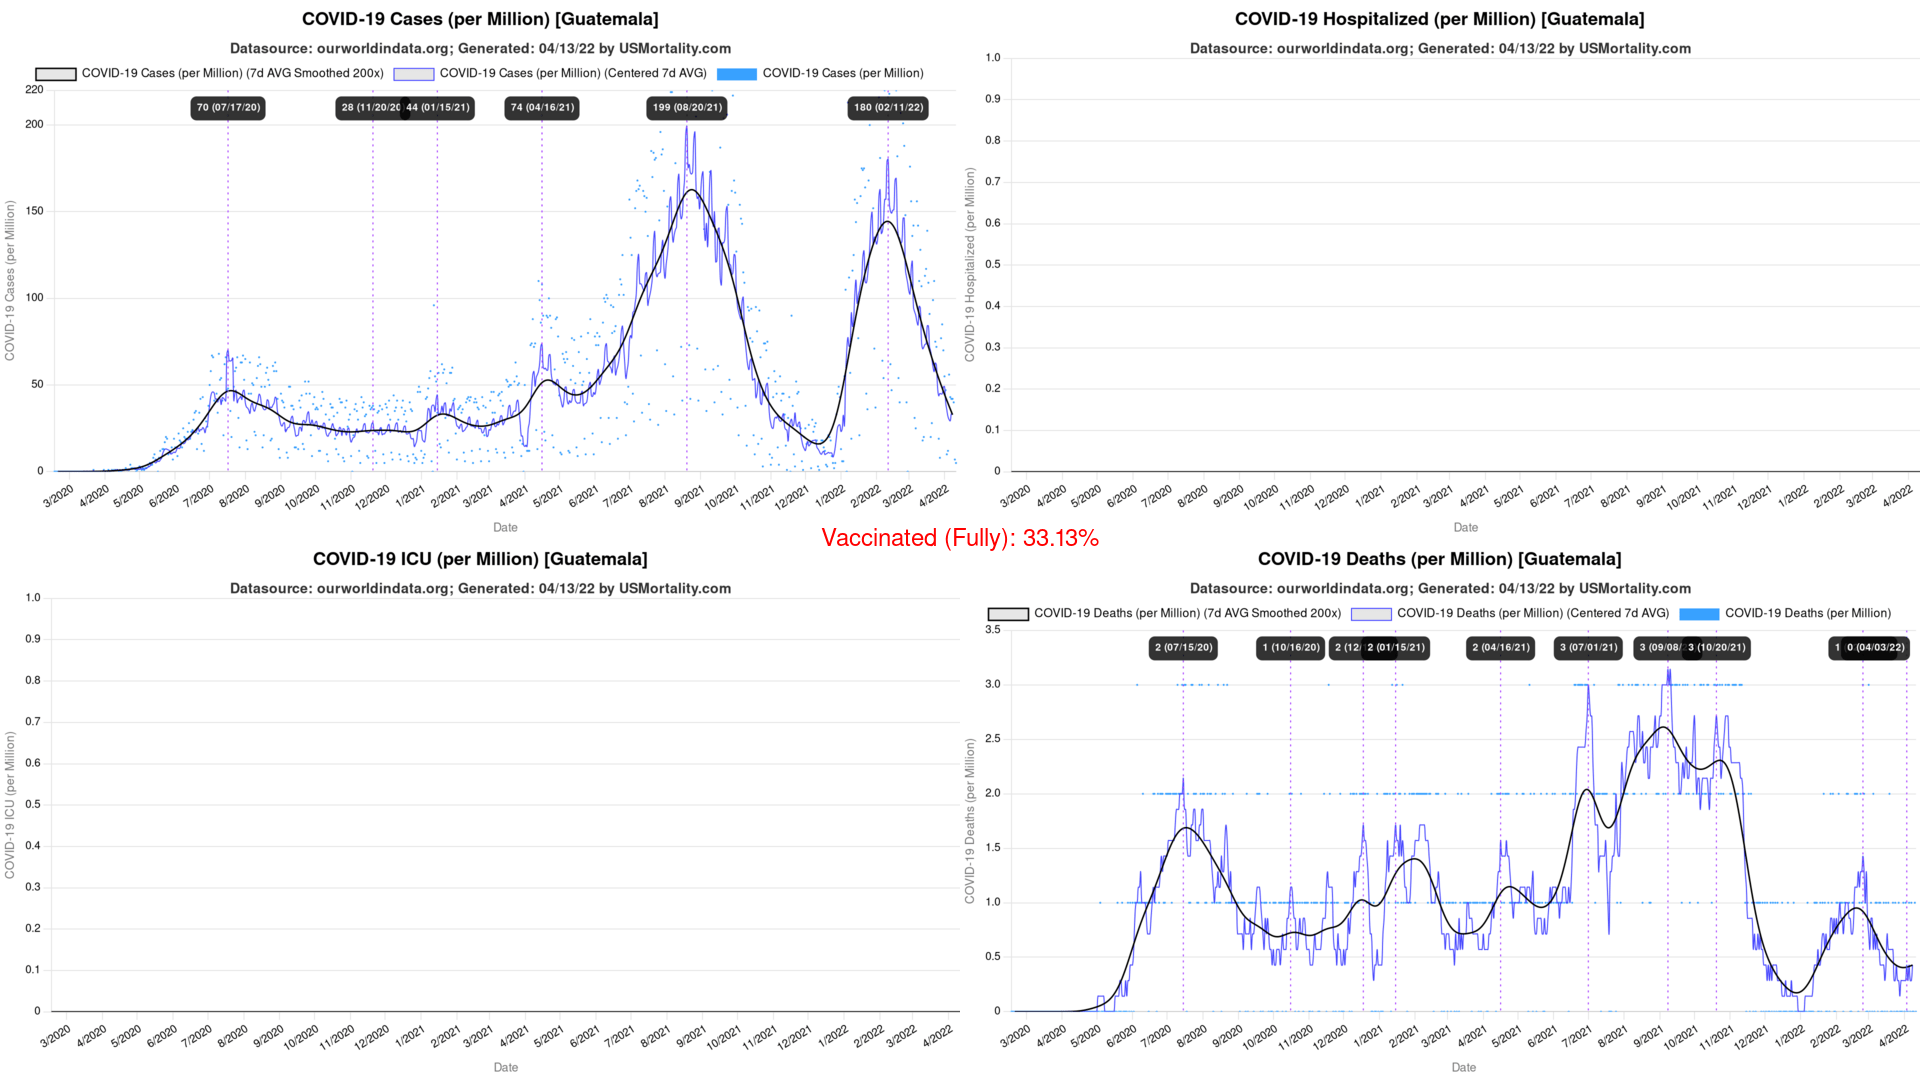 COVID-19 Cases (per Million) [Guatemala]
Datasource: ourworldindata.org; Generated: 04/13/22 by USMortality.com
COVID-19 Cases (per Million) (7d AVG Smoothed 200x) COVID-19 Cases (per Million) (Centered 7d AVG) COVID-19 Cases (per Million)
70 (07/17/20) 28 (11/20/20 44 (01/15/21) 74 (04/16/21) 199 (08/20/21) 180 (02/11/22)
220
200
150
100
50
0
COVID-19 Cases (per Million)
3/2020 4/2020 5/2020 6/2020 7/2020 8/2020 9/2020 10/2020 11/2020 12/2020 1/2021 2/2021 3/2021 4/2021 5/2021 6/2021 7/2021 8/2021 9/2021 10/2021 11/2021 12/2021 1/2022 2/2022 3/2022 4/2022
Date
COVID-19 Hospitalized (per Million) [Guatemala]
Datasource: ourworldindata.org; Generated: 04/13/22 by USMortality.com
1.0
0.9
0.8
0.7
0.6
0.5
0.4
0.3
0.2
0.1
0
COVID-19 Hospitalized (per Million)
3/2020 4/2020 5/2020 6/2020 7/2020 8/2020 9/2020 10/2020 11/2020 12/2020 1/2021 2/2021 3/2021 4/2021 5/2021 6/2021 7/2021 8/2021 9/2021 10/2021 11/2021 12/2021 1/2022 2/2022 3/2022 4/2022
Date
Vaccinated (Fully): 33.13%
COVID-19 ICU (per Million) [Guatemala]
Datasource: ourworldindata.org; Generated: 04/13/22 by USMortality.com
1.0
0.9
0.8
0.7
0.6
0.5
0.4
0.3
0.2
0.1
0
COVID-19 ICU (per Million)
3/2020 4/2020 5/2020 6/2020 7/2020 8/2020 9/2020 10/2020 11/2020 12/2020 1/2021 2/2021 3/2021 4/2021 5/2021 6/2021 7/2021 8/2021 9/2021 10/2021 11/2021 12/2021 1/2022 2/2022 3/2022 4/2022
Date
COVID-19 Deaths (per Million) [Guatemala]
Datasource: ourworldindata.org; Generated: 04/13/22 by USMortality.com
COVID-19 Deaths (per Million) (7d AVG Smoothed 200x) COVID-19 Deaths (per Million) (Centered 7d AVG) COVID-19 Deaths (per Million)
2 (07/15/20) 1 (10/16/20) 2 (12/ 2 (01/15/21) 2 (04/16/21) 3 (07/01/21) 3 (09/08/ 3 (10/20/21) 1 0 (04/03/22)
3.5
3.0
2.5
2.0
1.5
1.0
0.5
0
COVID-19 Deaths (per Million)
3/2020 4/2020 5/2020 6/2020 7/2020 8/2020 9/2020 10/2020 11/2020 12/2020 1/2021 2/2021 3/2021 4/2021 5/2021 6/2021 7/2021 8/2021 9/2021 10/2021 11/2021 12/2021 1/2022 2/2022 3/2022 4/2022
Date